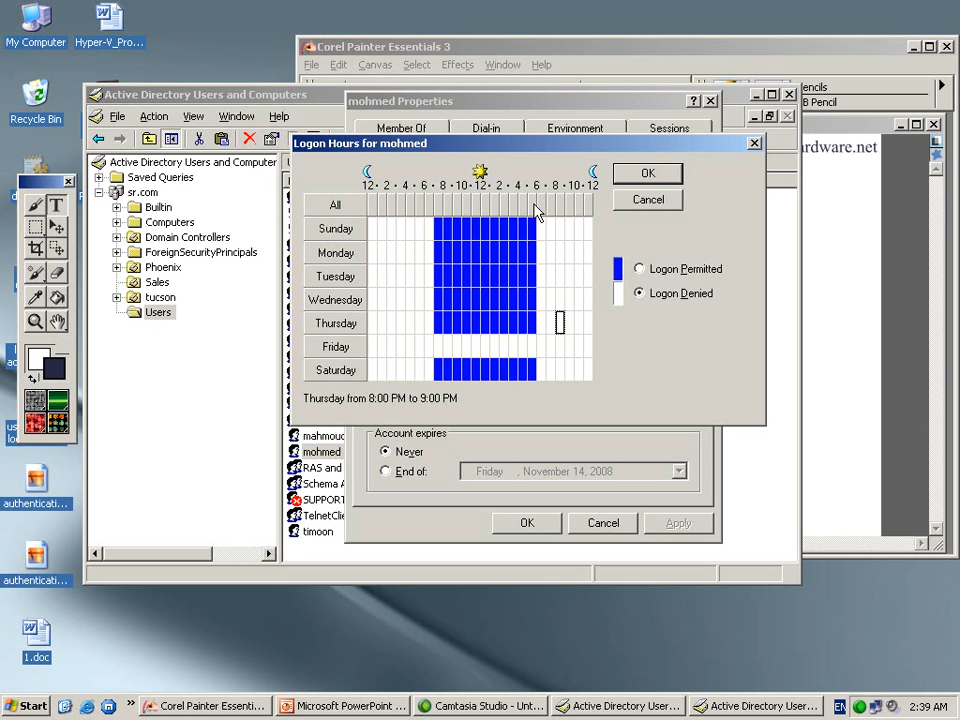 My Computer
Hyper-V_Pro...
Recycle Bin
Corel Painter Essentials 3
File Edit Canvas Select Effects Window Help
encils
B Pencil
rdware.net
Active Directory Users and Computers
File Action View Window Help
Active Directory Users and Computer
Saved Queries
sr.com
Builtin
Computers
Domain Controllers
ForeignSecurityPrincipals
Phoenix
Sales
tucson
Users
mohmed Properties
Member Of Dial-in Environment Sessions
Logon Hours for mohmed
12 • 2 • 4 • 6 • 8 • 10 • 12 • 2 • 4 • 6 • 8 • 10 • 12
All
Sunday
Monday
Tuesday
Wednesday
Thursday
Friday
Saturday
OK
Cancel
Logon Permitted
Logon Denied
Thursday from 8:00 PM to 9:00 PM
mahmoud
mohmed
RAS and
Schema A
SUPPORT
TelnetClie
timoon
Account expires
Never
End of:
Friday , November 14, 2008
OK Cancel Apply
authenticati...
authenticati...
1.doc
Start
Corel Painter Essenti...
Microsoft PowerPoint ...
Camtasia Studio - Unt...
Active Directory User...
Active Directory User...
EN
2:39 AM